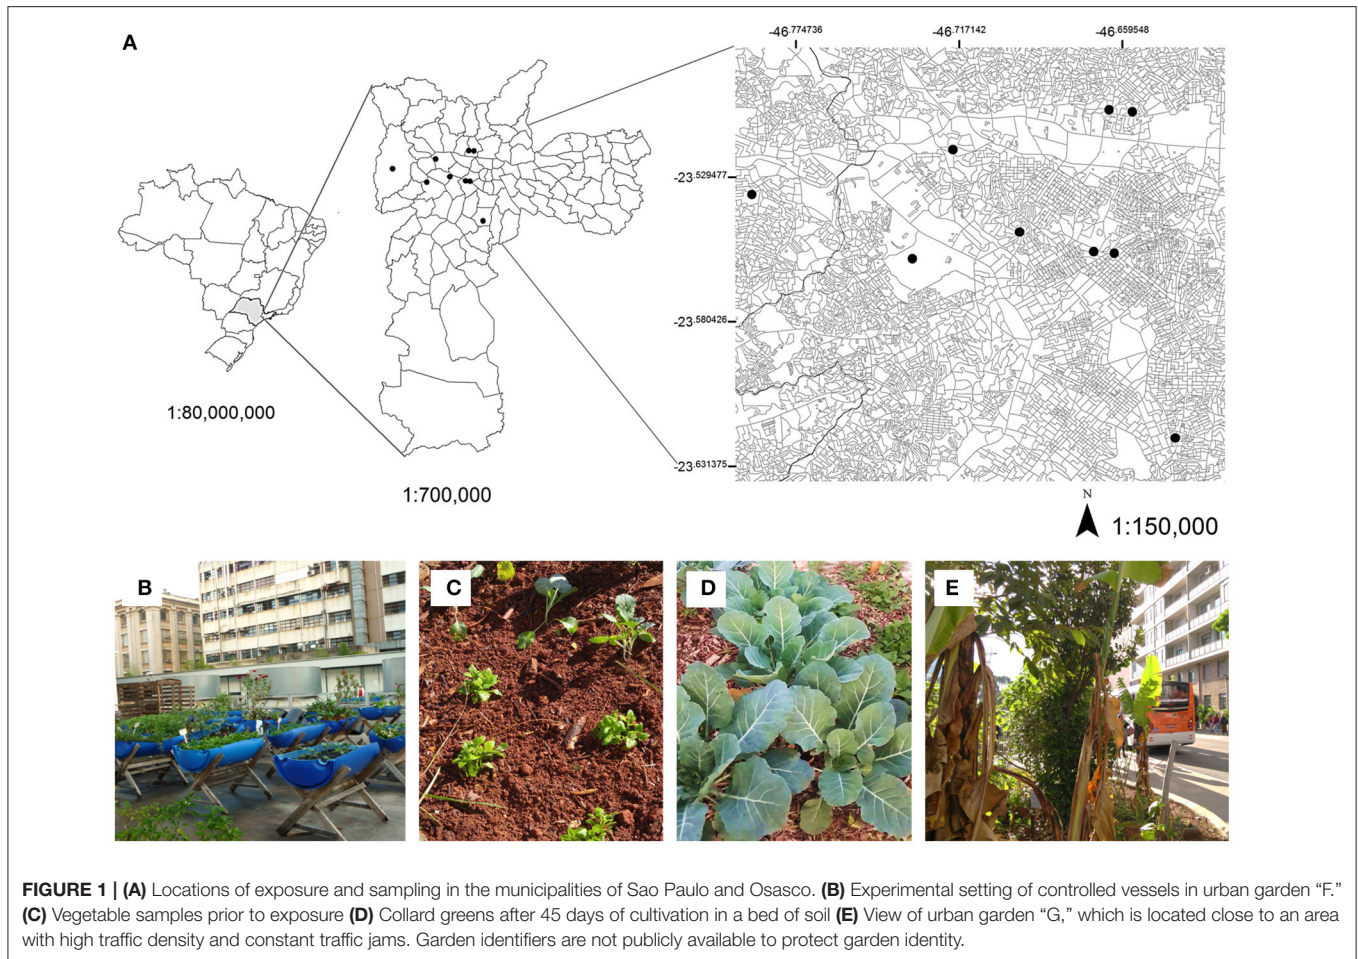 A
-46.774736
-46.717142
-46.659548
-23.529477
-23.580426
-23.631375
1:80,000,000
1:700,000
N
1:150,000
B
C
D
E
FIGURE 1 | (A) Locations of exposure and sampling in the municipalities of Sao Paulo and Osasco. (B) Experimental setting of controlled vessels in urban garden “F.”
(C) Vegetable samples prior to exposure (D) Collard greens after 45 days of cultivation in a bed of soil (E) View of urban garden “G,” which is located close to an area
with high traffic density and constant traffic jams. Garden identifiers are not publicly available to protect garden identity.